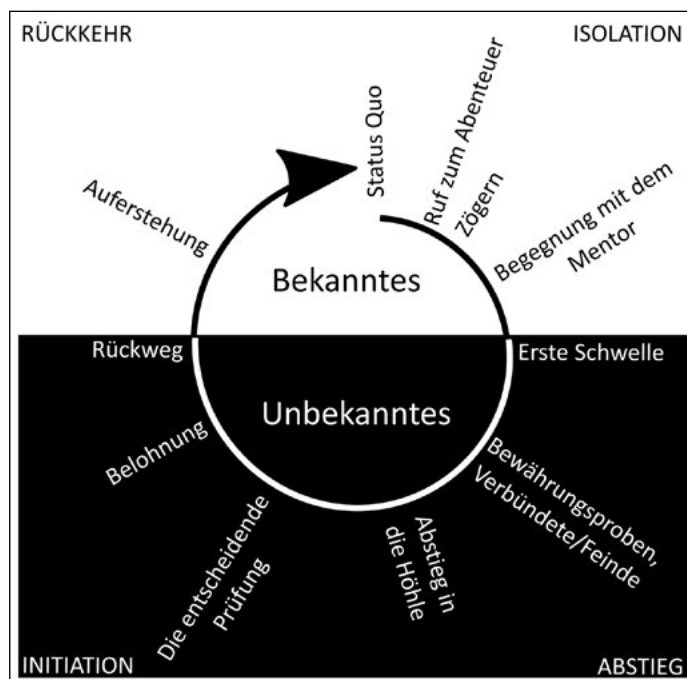 RÜCKKEHR
ISOLATION
Status Quo
Ruf zum Abenteuer
Zögern
Begegnung mit dem
Mentor
Auferstehung
Bekanntes
Rückweg
Erste Schwelle
Unbekanntes
Belohnung
Bewährungsproben,
Verbündete/Feinde
Abstieg in
die Höhle
Die entscheidende
Prüfung
INITIATION
ABSTIEG